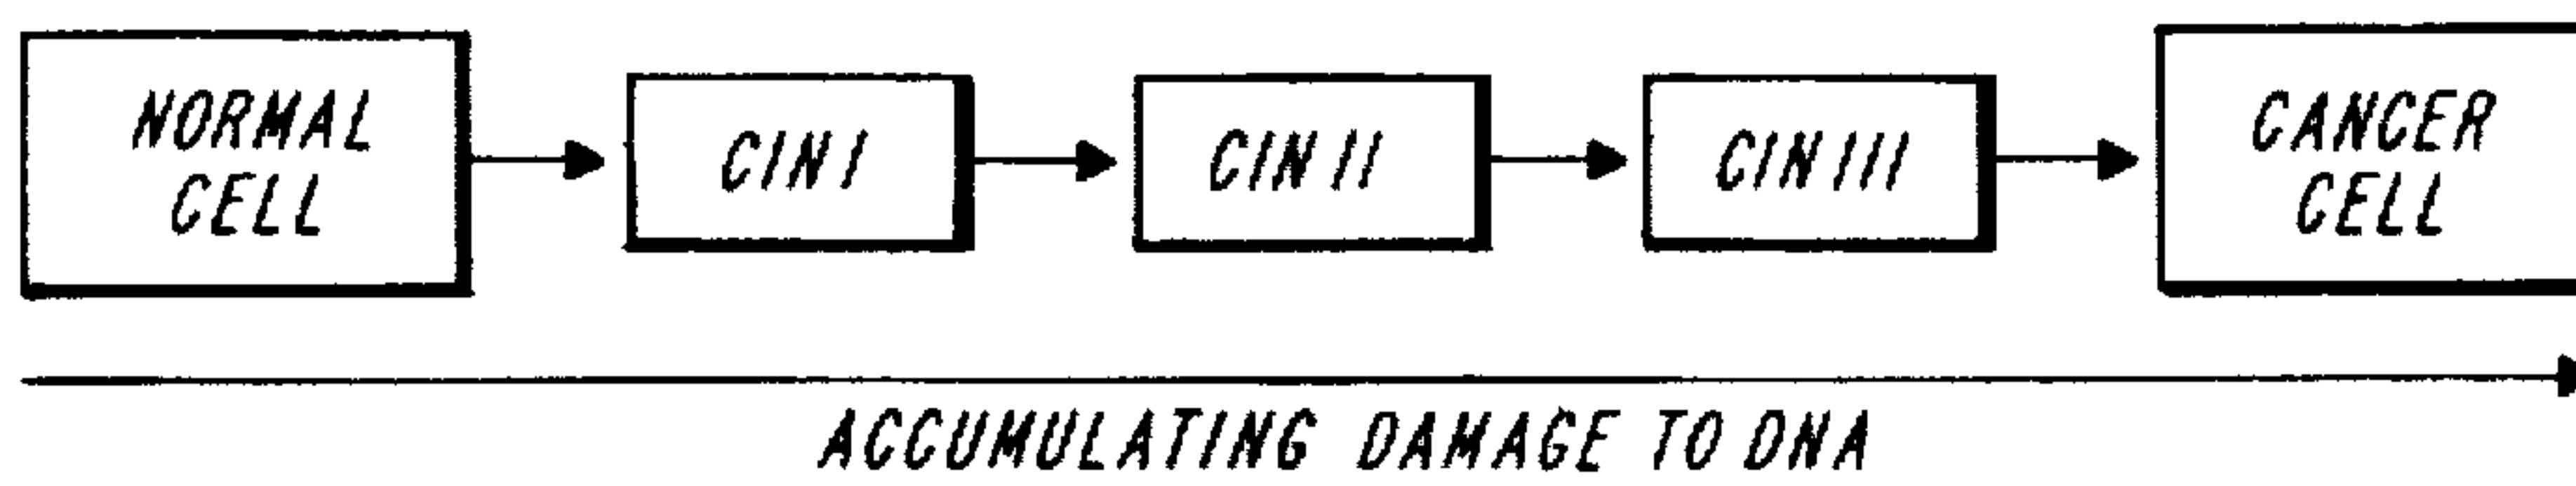 NORMAL
CELL
CIN I
CIN II
CIN III
CANCER
CELL
ACCUMULATING DAMAGE TO DNA